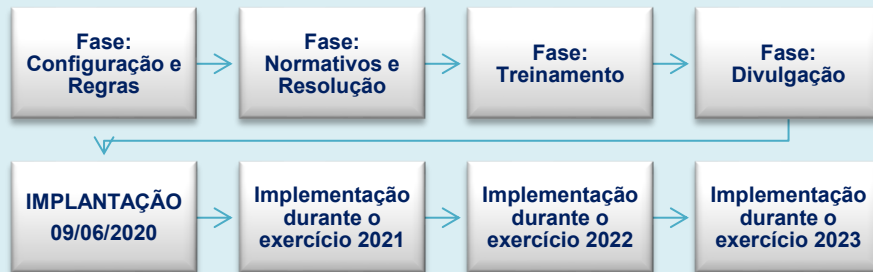 Fase:
Configuração e
Regras
Fase:
Normativos e
Resolução
Fase:
Treinamento
Fase:
Divulgação
IMPLANTAÇÃO
09/06/2020
Implementação
durante o
exercício 2021
Implementação
durante o
exercício 2022
Implementação
durante o
exercício 2023